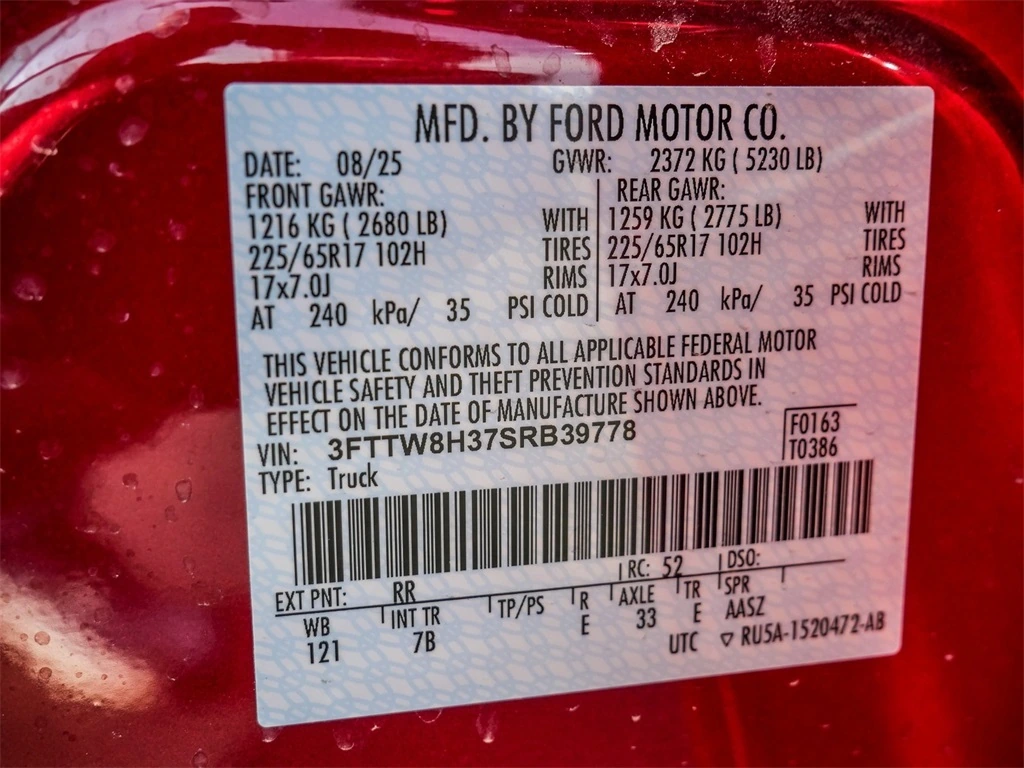 MFD. BY FORD MOTOR CO.
DATE: 08/25 GVWR: 2372 KG ( 5230 LB)
FRONT GAWR: REAR GAWR:
1216 KG ( 2680 LB) WITH 1259 KG ( 2775 LB) WITH
225/65R17 102H TIRES 225/65R17 102H TIRES
17x7.0J RIMS 17x7.0J RIMS
AT 240 kPa/ 35 PSI COLD AT 240 kPa/ 35 PSI COLD
THIS VEHICLE CONFORMS TO ALL APPLICABLE FEDERAL MOTOR
VEHICLE SAFETY AND THEFT PREVENTION STANDARDS IN
EFFECT ON THE DATE OF MANUFACTURE SHOWN ABOVE.
VIN: 3FTTW8H37SRB39778 F0163
TYPE: Truck T0386
EXT PNT: RR RC: 52 DSO:
WB INT TR TP/PS R AXLE TR SPR
121 7B E 33 E AASZ
UTC ▽ RU5A-1520472-AB